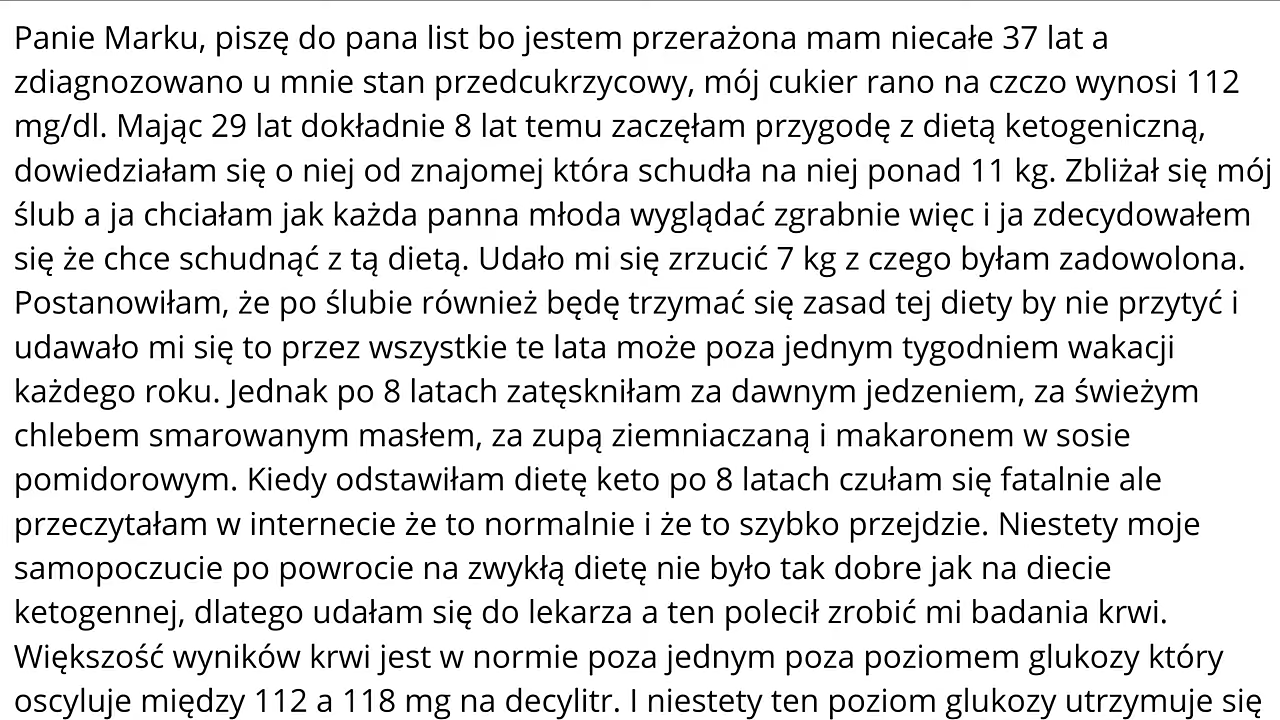 Panie Marku, piszę do pana list bo jestem przerażona mam niecałe 37 lat a
zdiagnozowano u mnie stan przedcukrzycowy, mój cukier rano na czczo wynosi 112
mg/dl. Mając 29 lat dokładnie 8 lat temu zaczęłam przygodę z dietą ketogeniczną,
dowiedziałam się o niej od znajomej która schudła na niej ponad 11 kg. Zbliżał się mój
ślub a ja chciałam jak każda panna młoda wyglądać zgrabnie więc i ja zdecydowałem
się że chce schudnąć z tą dietą. Udało mi się zrzucić 7 kg z czego byłam zadowolona.
Postanowiłam, że po ślubie również będę trzymać się zasad tej diety by nie przytyć i
udawało mi się to przez wszystkie te lata może poza jednym tygodniem wakacji
każdego roku. Jednak po 8 latach zatęskniłam za dawnym jedzeniem, za świeżym
chlebem smarowanym masłem, za zupą ziemniaczaną i makaronem w sosie
pomidorowym. Kiedy odstawiłam dietę keto po 8 latach czułam się fatalnie ale
przeczytałam w internecie że to normalnie i że to szybko przejdzie. Niestety moje
samopoczucie po powrocie na zwykłą dietę nie było tak dobre jak na diecie
ketogennej, dlatego udałam się do lekarza a ten polecił zrobić mi badania krwi.
Większość wyników krwi jest w normie poza jednym poza poziomem glukozy który
oscyluje między 112 a 118 mg na decylitr. I niestety ten poziom glukozy utrzymuje się